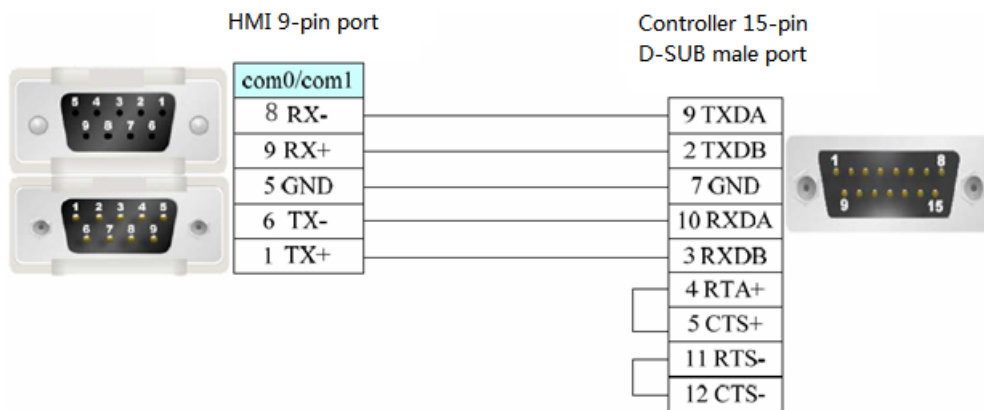 HMI 9-pin port
Controller 15-pin
D-SUB male port
5 4 3 2 1
9 8 7 6
1 2 3 4 5
6 7 8 9
com0/com1
8 RX-
9 RX+
5 GND
6 TX-
1 TX+
9 TXDA
2 TXDB
7 GND
10 RXDA
3 RXDB
4 RTA+
5 CTS+
11 RTS-
12 CTS-
1 8
9 15